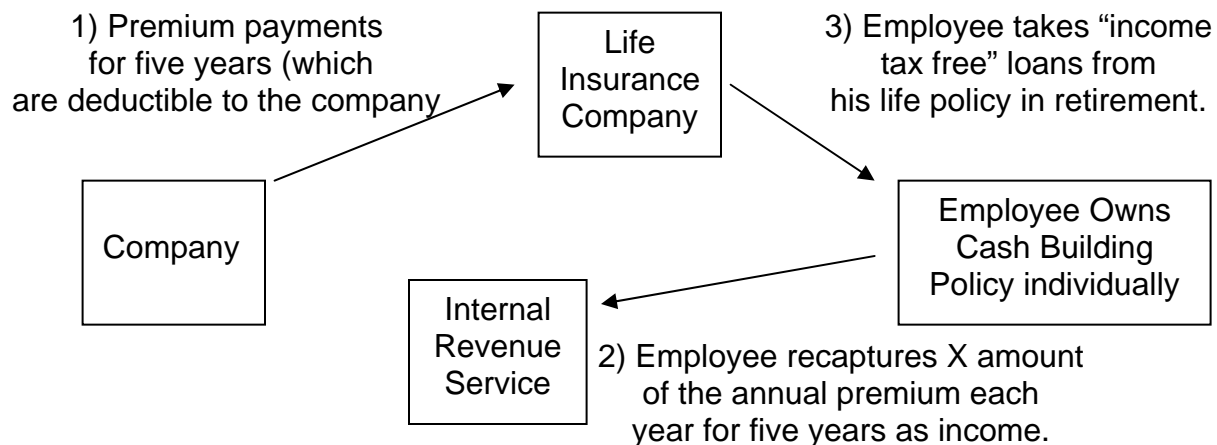 1) Premium payments
for five years (which
are deductible to the company
Life
Insurance
Company
3) Employee takes “income
tax free” loans from
his life policy in retirement.
Company
Employee Owns
Cash Building
Policy individually
Internal
Revenue
Service
2) Employee recaptures X amount
of the annual premium each
year for five years as income.